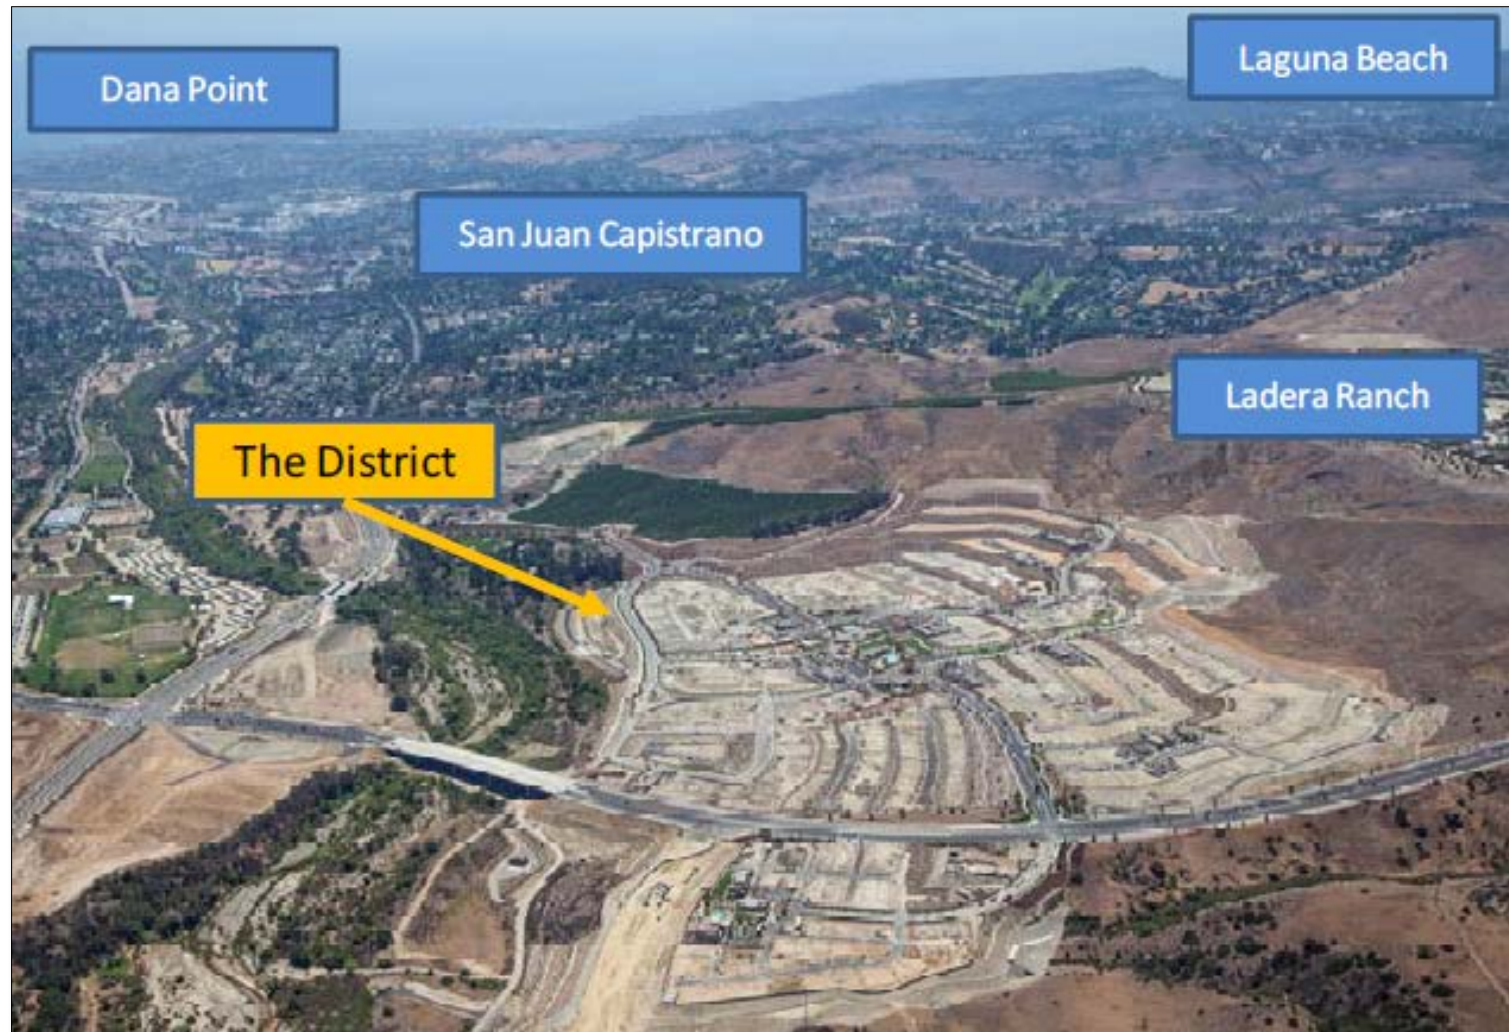 Dana Point
Laguna Beach
San Juan Capistrano
Ladera Ranch
The District